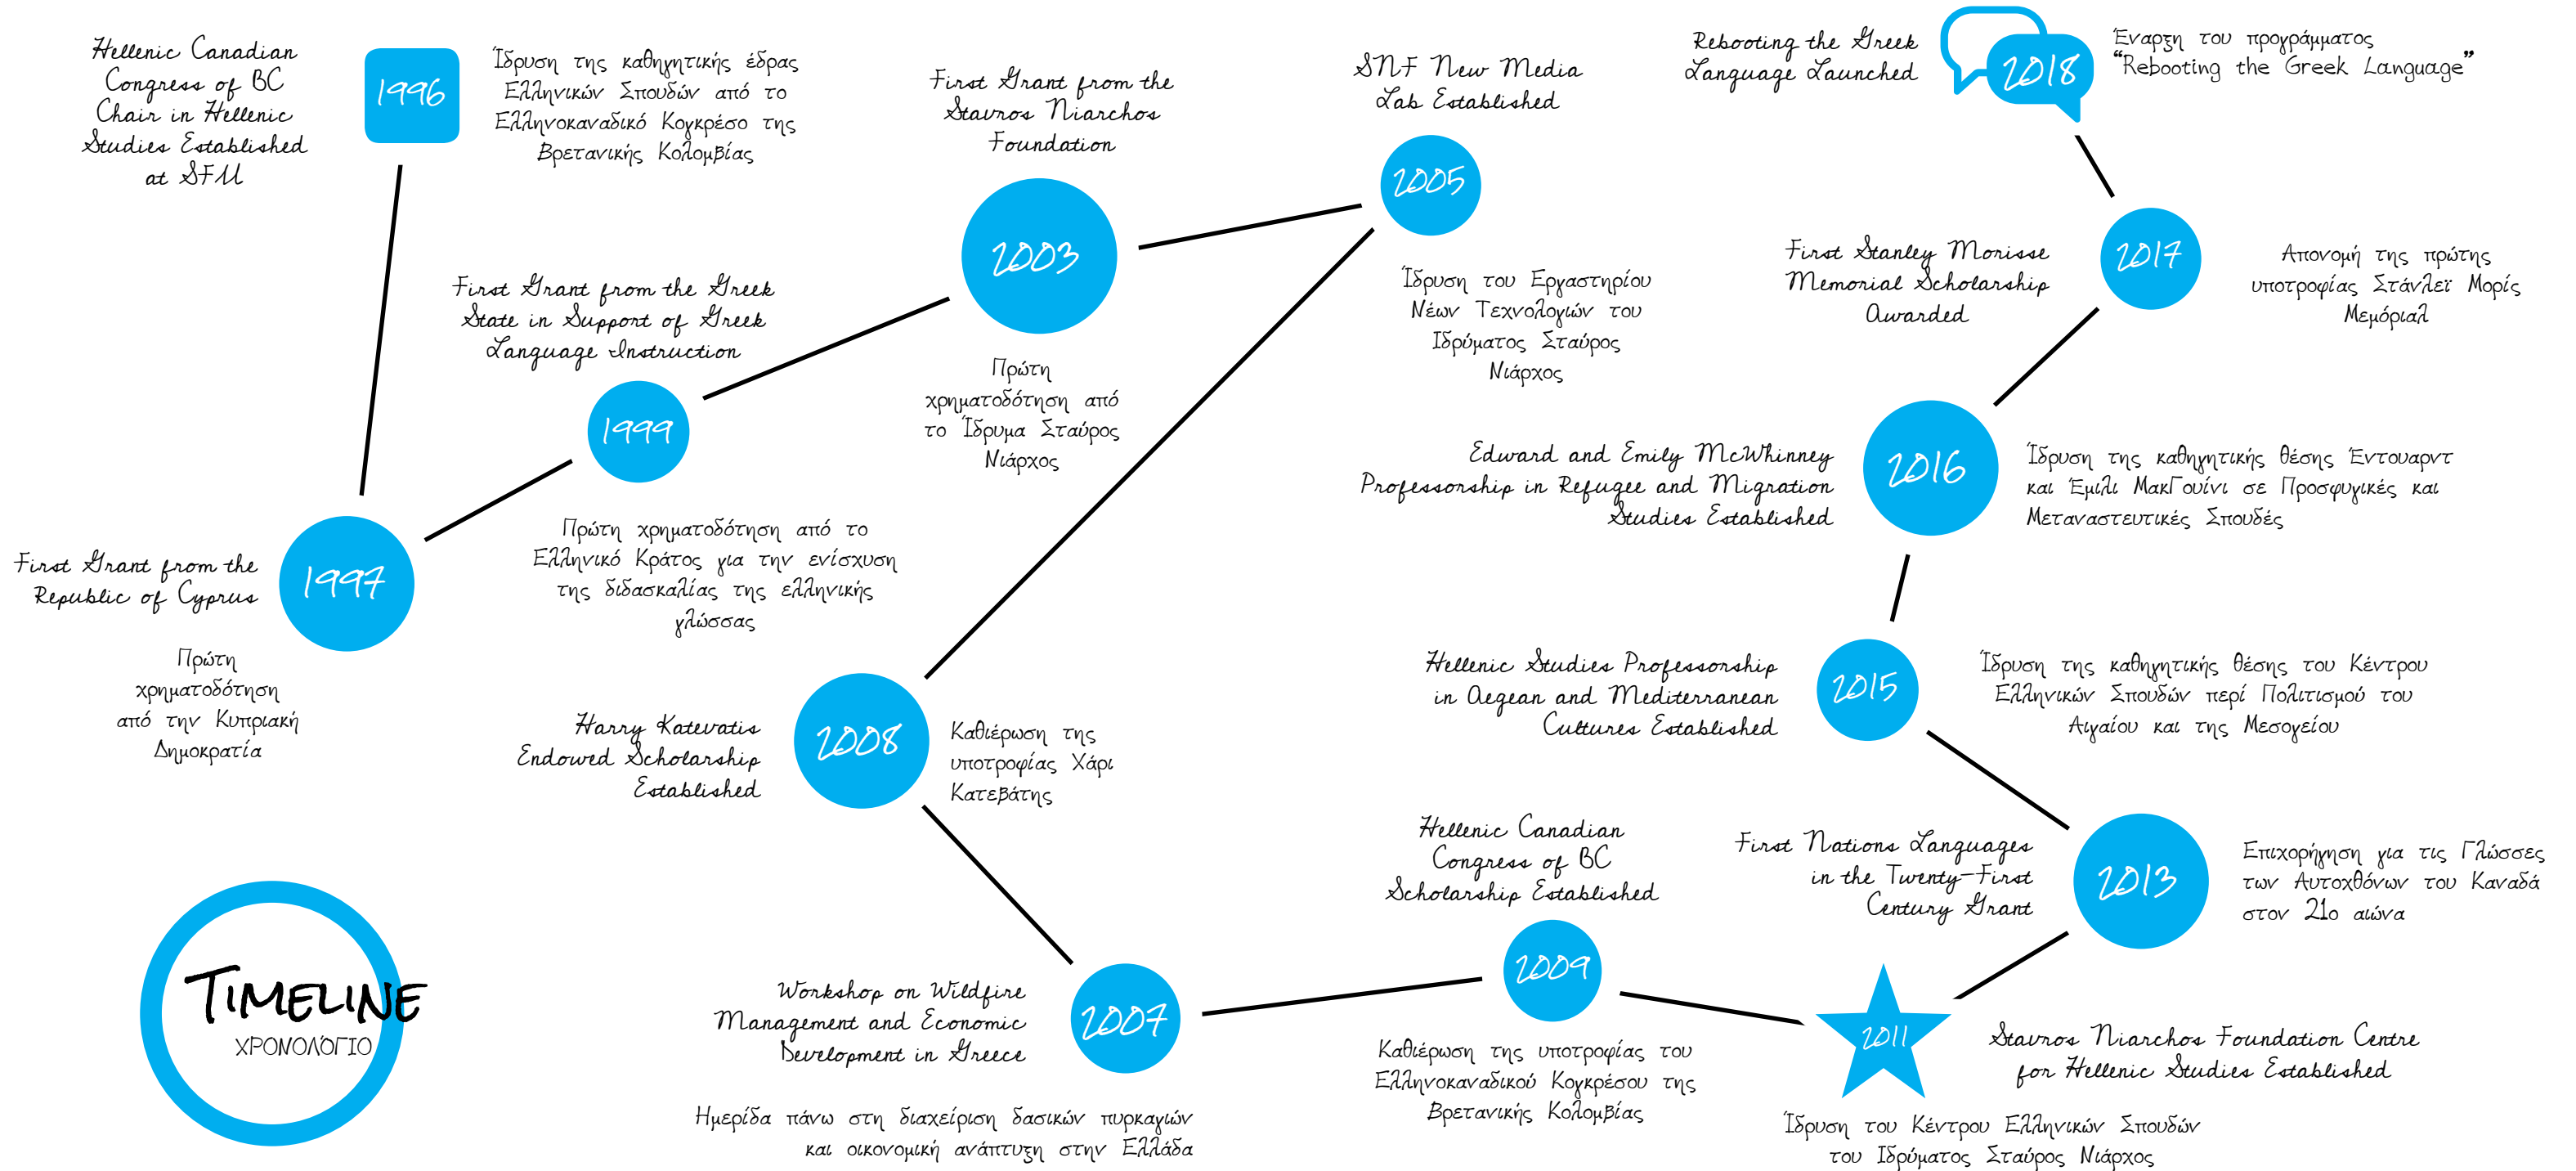 Hellenic Canadian
Congress of BC
Chair in Hellenic
Studies Established
at SFU
1996
Ίδρυση της καθηγητικής έδρας
Ελληνικών Σπουδών από το
Ελληνοκαναδικό Κογκρέσο της
Βρετανικής Κολομβίας
First Grant from the
Republic of Cyprus
1997
Πρώτη
χρηματοδότηση
από την Κυπριακή
Δημοκρατία
First Grant from the Greek
State in Support of Greek
Language Instruction
1999
Πρώτη χρηματοδότηση από το
Ελληνικό Κράτος για την ενίσχυση
της διδασκαλίας της ελληνικής
γλώσσας
First Grant from the
Stavros Niarchos
Foundation
2003
Πρώτη
χρηματοδότηση από
το Ίδρυμα Σταύρος
Νιάρχος
SNF New Media
Lab Established
2005
Ίδρυση του Εργαστηρίου
Νέων Τεχνολογιών του
Ιδρύματος Σταύρος
Νιάρχος
Harry Katevatis
Endowed Scholarship
Established
2008
Καθιέρωση της
υποτροφίας Χάρι
Κατεβάτης
Workshop on Wildfire
Management and Economic
Development in Greece
2007
Ημερίδα πάνω στη διαχείριση δασικών πυρκαγιών
και οικονομική ανάπτυξη στην Ελλάδα
Hellenic Canadian
Congress of BC
Scholarship Established
2009
Καθιέρωση της υποτροφίας του
Ελληνοκαναδικού Κογκρέσου της
Βρετανικής Κολομβίας
2011
Stavros Niarchos Foundation Centre
for Hellenic Studies Established
Ίδρυση του Κέντρου Ελληνικών Σπουδών
του Ιδρύματος Σταύρος Νιάρχος
First Nations Languages
in the Twenty-First
Century Grant
2013
Επιχορήγηση για τις Γλώσσες
των Αυτοχθόνων του Καναδά
στον 21ο αιώνα
Hellenic Studies Professorship
in Aegean and Mediterranean
Cultures Established
2015
Ίδρυση της καθηγητικής θέσης του Κέντρου
Ελληνικών Σπουδών περί Πολιτισμού του
Αιγαίου και της Μεσογείου
Edward and Emily McWhinney
Professorship in Refugee and Migration
Studies Established
2016
Ίδρυση της καθηγητικής θέσης Έντουαρντ
και Έμιλι ΜακΓουίνι σε Προσφυγικές και
Μεταναστευτικές Σπουδές
First Stanley Morisse
Memorial Scholarship
Awarded
2017
Απονομή της πρώτης
υποτροφίας Στάνλεϊ Μορίς
Μεμόριαλ
Rebooting the Greek
Language Launched
2018
Έναρξη του προγράμματος
“Rebooting the Greek Language”
TIMELINE
ΧΡΟΝΟΛΌΓΙΟ